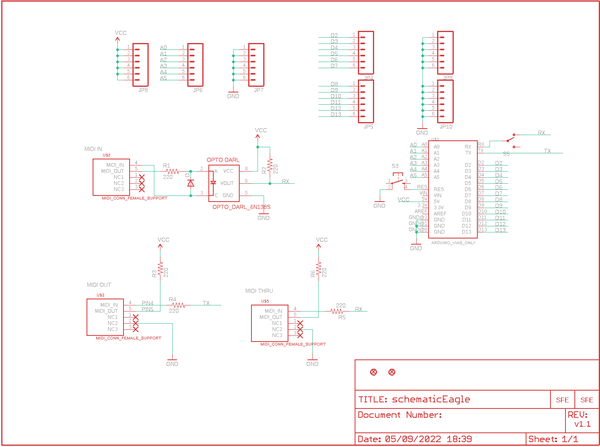 VCC
A0
A1
A2
A3
A4
A5
JP8
JP6
GND
JP7
D2
D3
D4
D5
D6
D7
D8
D9
D10
D11
D12
D13
JP5
GND
JP10
MIDI IN
MIDI_IN
MIDI_OUT
NC1
NC2
NC3
MIDI_CONN_FEMALE_SUPPORT
R1
220
OPTO DARL
VCC
VOUT
GND
OPTO_DARL_6N138S
VCC
R2
220
RX
GND
S3
GND
VCC
A0
A1
A2
A3
A4
A5
RES
VIN
5V
3.3V
AREF
GND
GND
RX
TX
D2
D3
D4
D5
D6
D7
D8
D9
D10
D11
D12
D13
ARDUINO_VIAS_ONLY
GND
RX
TX
MIDI OUT
VCC
R3
220
MIDI_IN
MIDI_OUT
NC1
NC2
NC3
PIN4
PIN5
R4
220
TX
MIDI_CONN_FEMALE_SUPPORT
GND
MIDI THRU
VCC
R6
220
MIDI_IN
MIDI_OUT
NC1
NC2
NC3
220
R5
RX
MIDI_CONN_FEMALE_SUPPORT
GND
TITLE: schematicEagle
SFE SFE
Document Number:
REV:
v1.1
Date: 05/09/2022 18:39
Sheet: 1/1